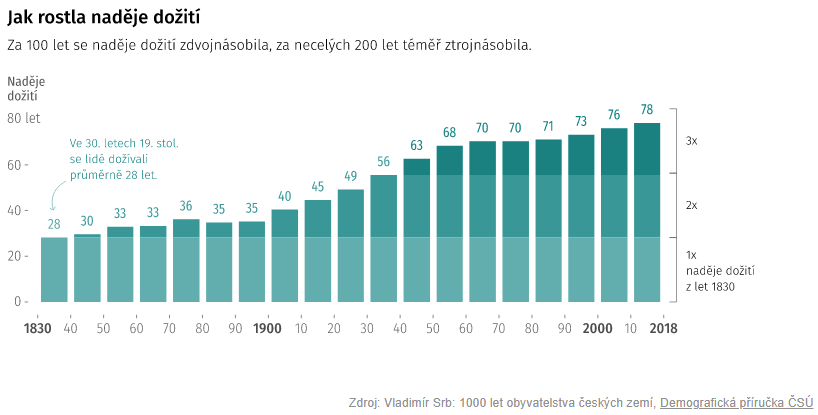 Jak rostla naděje dožití
Za 100 let se naděje dožití zdvojnásobila, za necelých 200 let téměř ztrojnásobila.
Naděje
dožití
80 let
60
40
20
0
Ve 30. letech 19. stol.
se lidé dožívali
průměrně 28 let.
28 30 33 33 36 35 35 40 45 49 56 63 68 70 70 71 73 76 78
3x
2x
1x
naděje dožití
z let 1830
1830 40 50 60 70 80 90 1900 10 20 30 40 50 60 70 80 90 2000 10 2018
Zdroj: Vladimír Srb: 1000 let obyvatelstva českých zemí, Demografická příručka ČSÚ